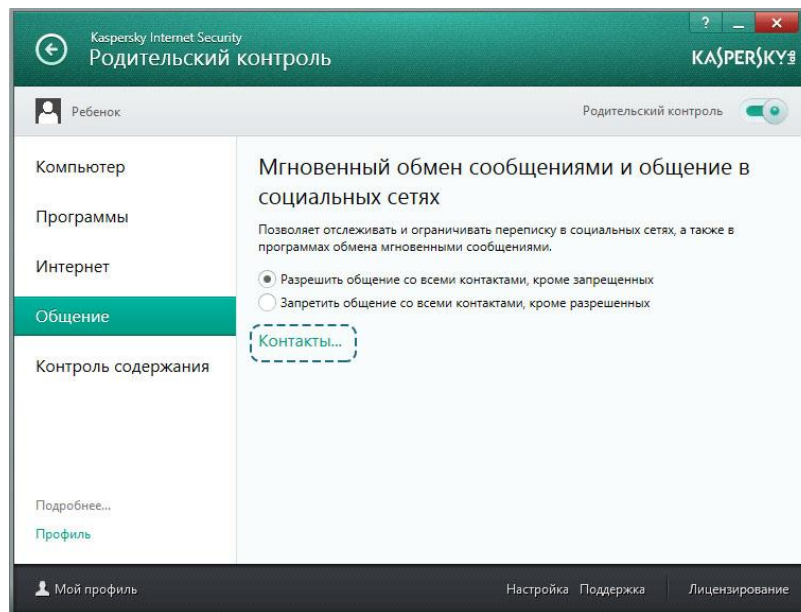 Kaspersky Internet Security
Родительский контроль
? _ ×
KASPERSKY lab
Ребенок
Родительский контроль
Компьютер
Программы
Интернет
Общение
Контроль содержания
Подробнее...
Профиль
Мгновенный обмен сообщениями и общение в
социальных сетях
Позволяет отслеживать и ограничивать переписку в социальных сетях, а также в
программах обмена мгновенными сообщениями.
Разрешить общение со всеми контактами, кроме запрещенных
Запретить общение со всеми контактами, кроме разрешенных
Контакты...
Мой профиль
Настройка Поддержка Лицензирование